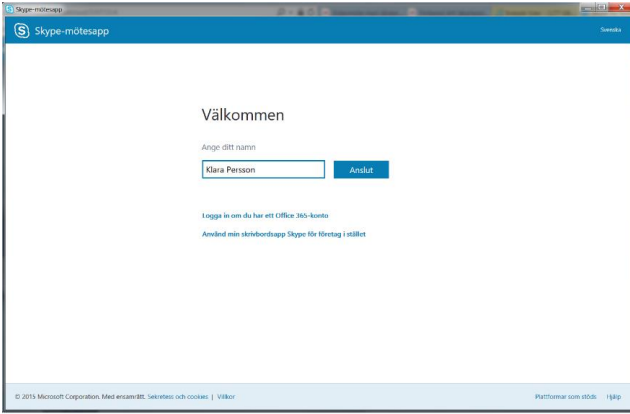 Skype-mötesapp
Skype-mötesapp
Svenska
Välkommen
Ange ditt namn
Klara Persson
Anslut
Logga in om du har ett Office 365-konto
Använd min skrivbordsapp Skype för företag i stället
© 2015 Microsoft Corporation. Med ensamrätt. Sekretess och cookies | Villkor
Plattformar som stöds Hjälp